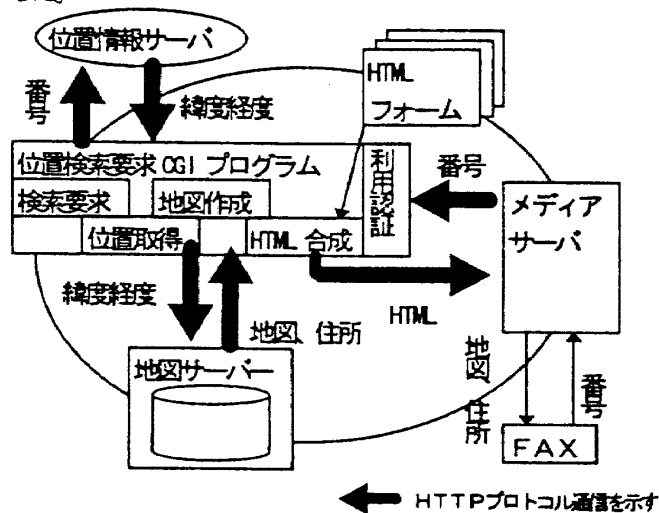 位置情報サーバ
HTML
フォーム
番号
緯度経度
位置検索要求CGIプログラム
利用認証
番号
検索要求
地図作成
メディア
サーバ
位置取得
HTML 合成
緯度経度
地図、住所
HTML
地図サーバー
地図、住所
番号
FAX
HTTPプロトコル通信を示す